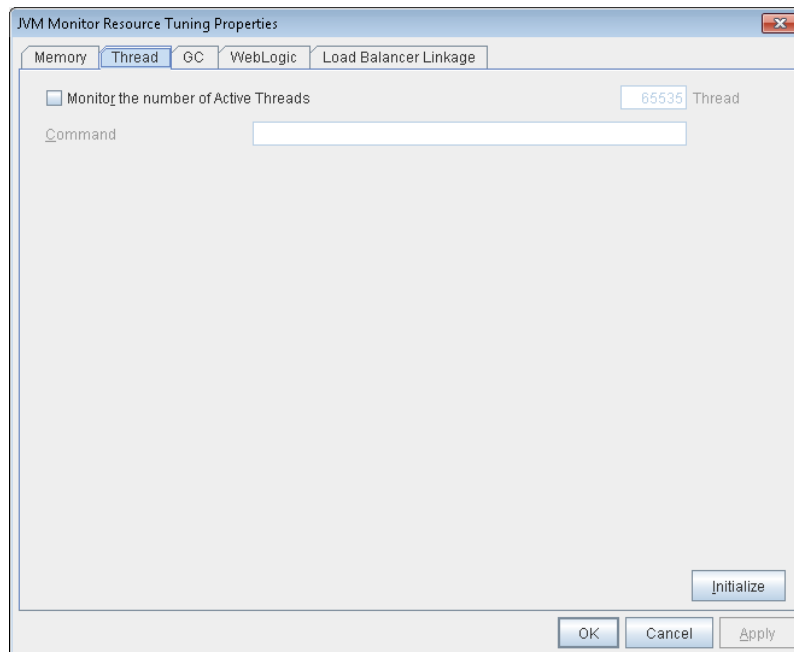 JVM Monitor Resource Tuning Properties
Memory Thread GC WebLogic Load Balancer Linkage
Monitor the number of Active Threads 65535 Thread
Command
Initialize
OK Cancel Apply